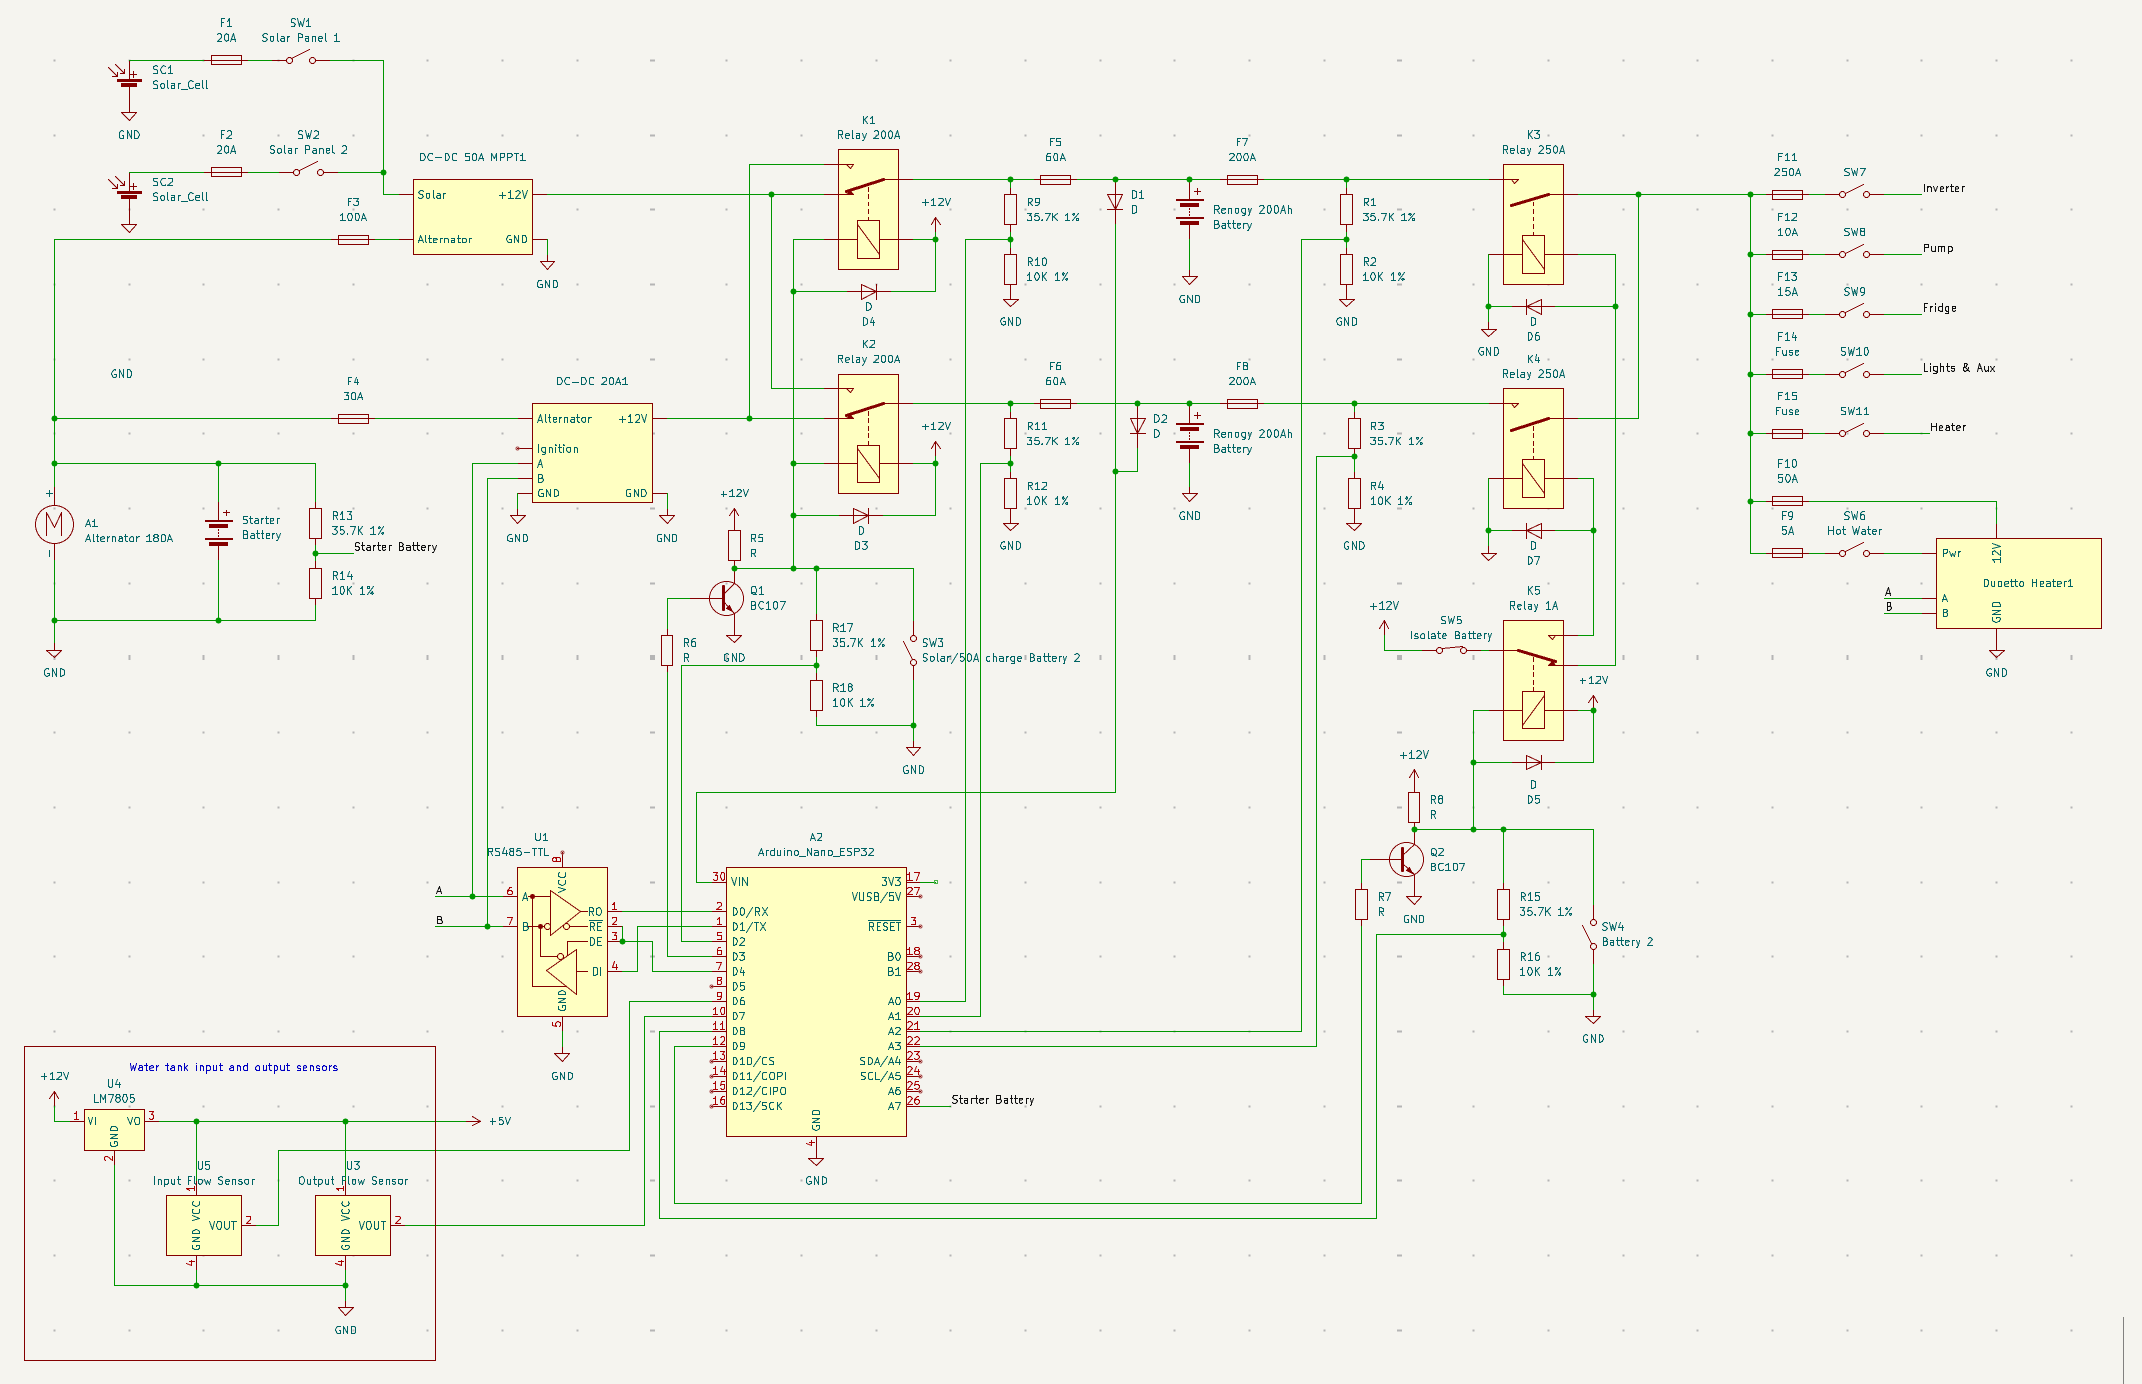 F1
20A
SW1
Solar Panel 1
SC1
Solar_Cell
GND
F2
20A
SW2
Solar Panel 2
SC2
Solar_Cell
F3
100A
DC-DC 50A MPPT1
Solar
+12V
Alternator
GND
GND
GND
F4
30A
DC-DC 20A1
Alternator
+12V
Ignition
A
B
GND
GND
GND
GND
A1
Alternator 180A
Starter
Battery
R13
35.7K 1%
Starter Battery
R14
10K 1%
GND
K1
Relay 200A
+12V
D
D4
K2
Relay 200A
+12V
D
D3
+12V
R5
R
Q1
BC107
GND
R6
R
R17
35.7K 1%
R18
10K 1%
SW3
Solar/50A charge Battery 2
GND
F5
60A
R9
35.7K 1%
R10
10K 1%
GND
D1
D
F7
200A
Renogy 200Ah
Battery
GND
R1
35.7K 1%
R2
10K 1%
GND
F6
60A
R11
35.7K 1%
R12
10K 1%
GND
D2
D
F8
200A
Renogy 200Ah
Battery
GND
R3
35.7K 1%
R4
10K 1%
GND
K3
Relay 250A
GND
D
D6
K4
Relay 250A
D
D7
K5
Relay 1A
+12V
SW5
Isolate Battery
+12V
D
D5
+12V
R8
R
Q2
BC107
GND
R7
R
R15
35.7K 1%
R16
10K 1%
SW4
Battery 2
GND
F11
250A
SW7
Inverter
F12
10A
SW8
Pump
F13
15A
SW9
Fridge
F14
Fuse
SW10
Lights & Aux
F15
Fuse
SW11
Heater
F10
50A
F9
5A
SW6
Hot Water
Pwr
12V
Duoetto Heater1
A
B
A
B
GND
GND
U1
RS485-TTL
8
VCC
A
B
6
7
A
B
RO
RE
DE
DI
1
2
3
4
GND
5
GND
A2
Arduino_Nano_ESP32
30
VIN
2
D0/RX
1
D1/TX
5
D2
6
D3
7
D4
8
D5
9
D6
10
D7
11
D8
12
D9
13
D10/CS
14
D11/COPI
15
D12/CIPO
16
D13/SCK
3V3
17
VUSB/5V
27
RESET
3
B0
18
B1
28
A0
19
A1
20
A2
21
A3
22
SDA/A4
23
SCL/A5
24
A6
25
A7
26
Starter Battery
GND
4
GND
Water tank input and output sensors
+12V
U4
LM7805
1
VI
VO
3
GND
2
+5V
U5
Input Flow Sensor
1
VCC
GND
VOUT
2
4
U3
Output Flow Sensor
1
VCC
GND
VOUT
2
4
GND